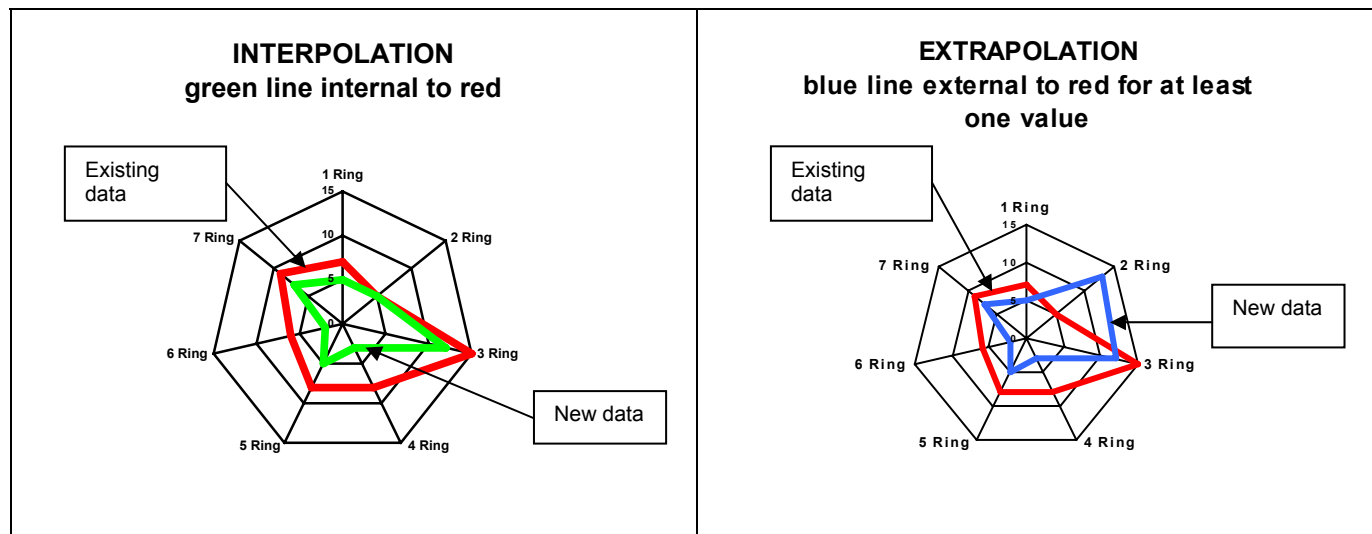 INTERPOLATION
green line internal to red
Existing
data
1 Ring
15
10
5
0
2 Ring
3 Ring
4 Ring
5 Ring
6 Ring
7 Ring
New data
EXTRAPOLATION
blue line external to red for at least
one value
Existing
data
1 Ring
15
10
5
0
2 Ring
3 Ring
4 Ring
5 Ring
6 Ring
7 Ring
New data